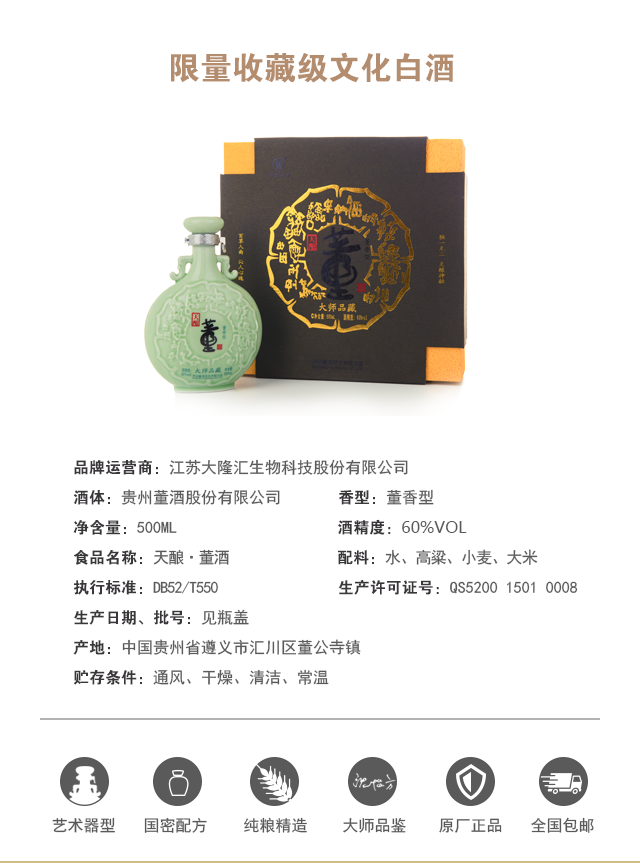 限量收藏级文化白酒
董
大师品藏
董
大师品藏
品牌运营商：江苏大隆汇生物科技股份有限公司
酒体：贵州董酒股份有限公司 香型：董香型
净含量：500ML 酒精度：60%VOL
食品名称：天酿·董酒 配料：水、高粱、小麦、大米
执行标准：DB52/T550 生产许可证号：QS5200 1501 0008
生产日期、批号：见瓶盖
产地：中国贵州省遵义市汇川区董公寺镇
贮存条件：通风、干燥、清洁、常温
艺术器型 国密配方 纯粮精造 大师品鉴 原厂正品 全国包邮